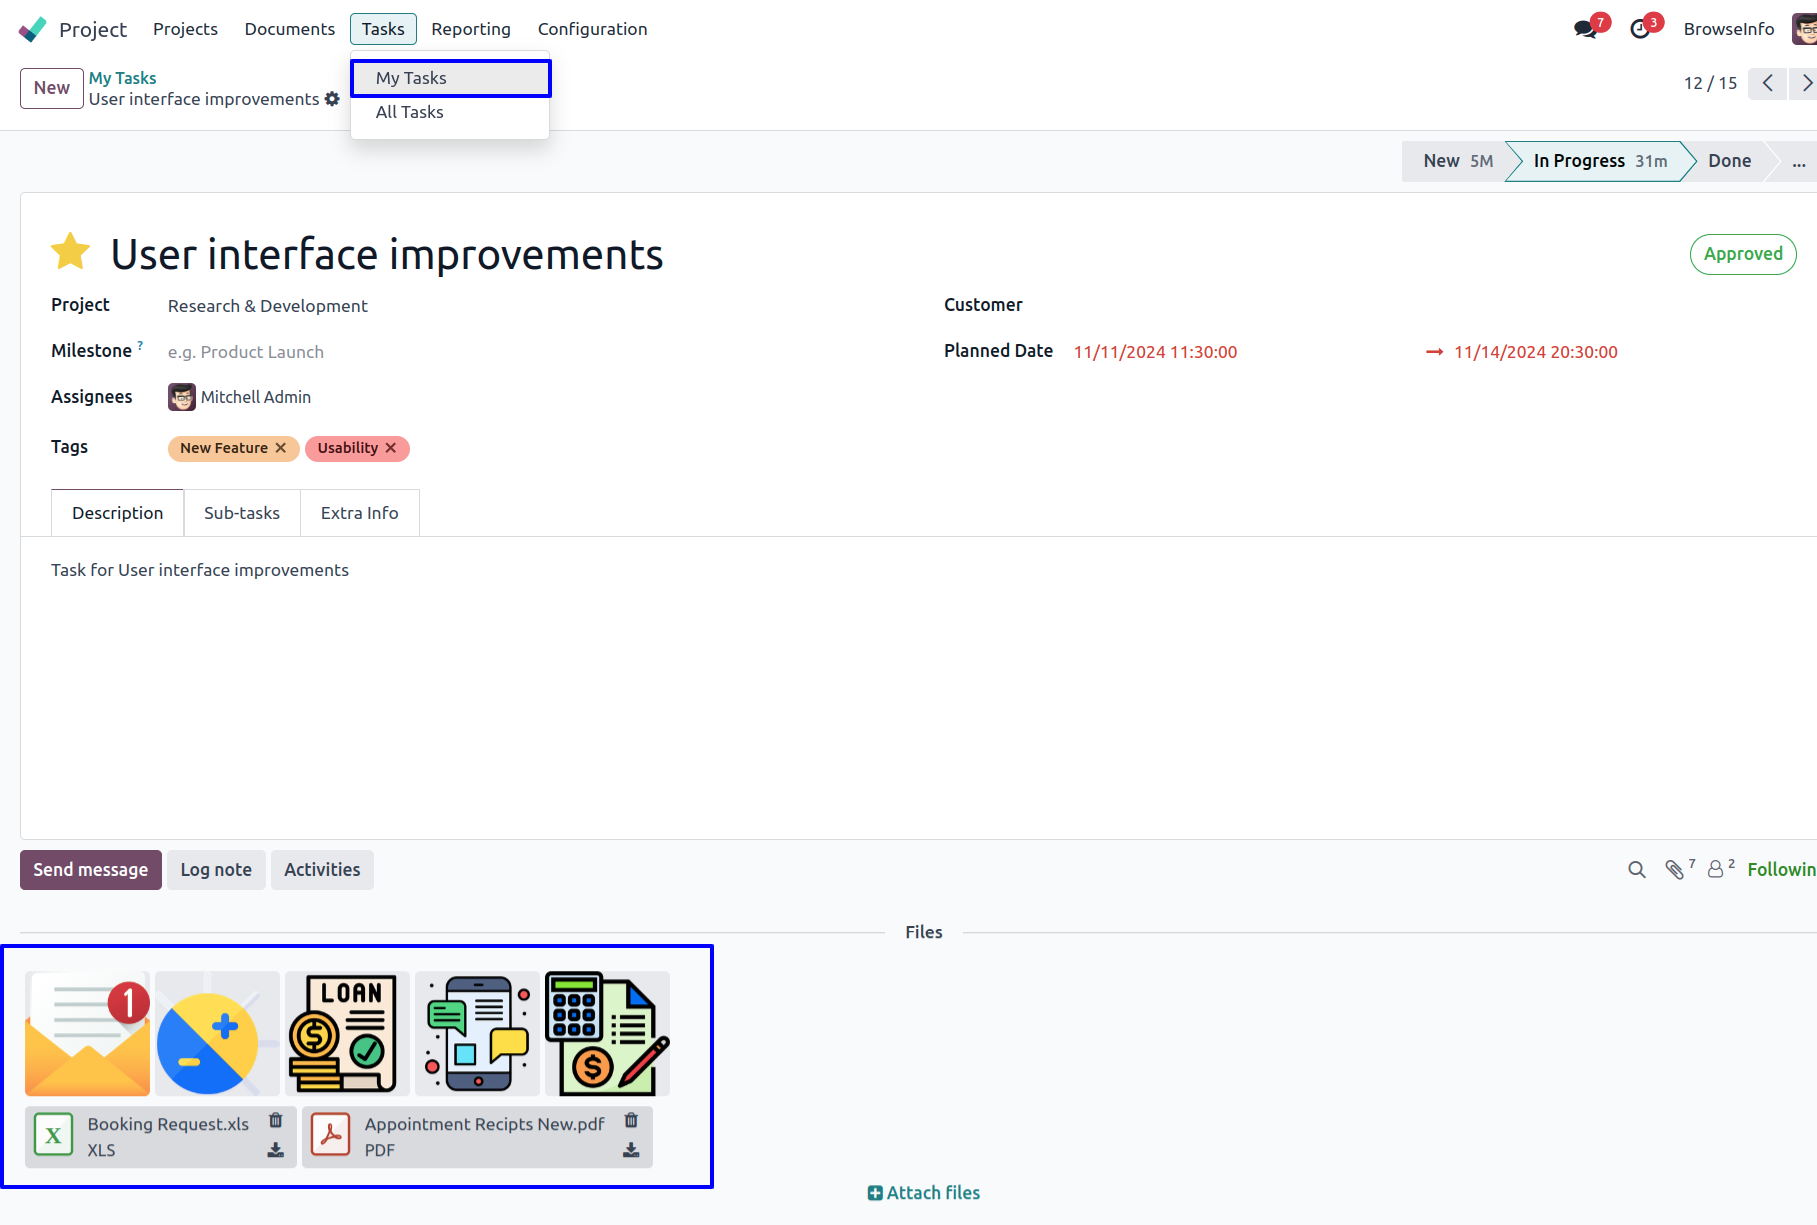 Project Projects Documents Tasks Reporting Configuration 7 3 BrowseInfo
New My Tasks
User interface improvements
My Tasks
All Tasks
12 / 15
New 5M In Progress 31m Done ...
User interface improvements
Approved
Project Research & Development
Customer
Milestone ? e.g. Product Launch
Planned Date 11/11/2024 11:30:00 → 11/14/2024 20:30:00
Assignees Mitchell Admin
Tags New Feature ✕ Usability ✕
Description Sub-tasks Extra Info
Task for User interface improvements
Send message Log note Activities 7 2 Followin
Files
1
LOAN
$
$
X Booking Request.xls
XLS
Appointment Recipts New.pdf
PDF
Attach files